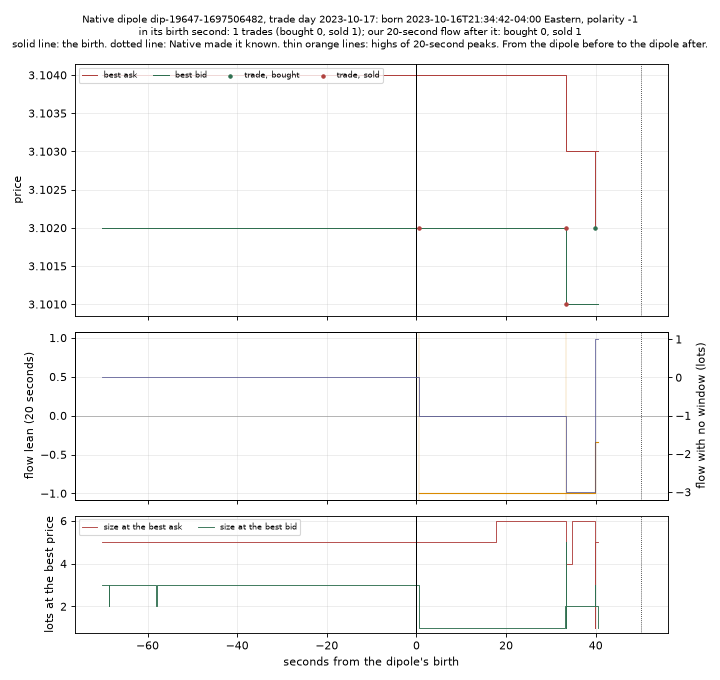 Native dipole dip-19647-1697506482, trade day 2023-10-17: born 2023-10-16T21:34:42-04:00 Eastern, polarity -1
in its birth second: 1 trades (bought 0, sold 1); our 20-second flow after it: bought 0, sold 1
solid line: the birth. dotted line: Native made it known. thin orange lines: highs of 20-second peaks. From the dipole before to the dipole after.
best ask best bid trade, bought trade, sold
3.1040
3.1035
3.1030
3.1025
3.1020
3.1015
3.1010
price
1.0
0.5
0.0
−0.5
−1.0
flow lean (20 seconds)
1
0
−1
−2
−3
flow with no window (lots)
size at the best ask size at the best bid
6
4
2
lots at the best price
−60 −40 −20 0 20 40
seconds from the dipole's birth